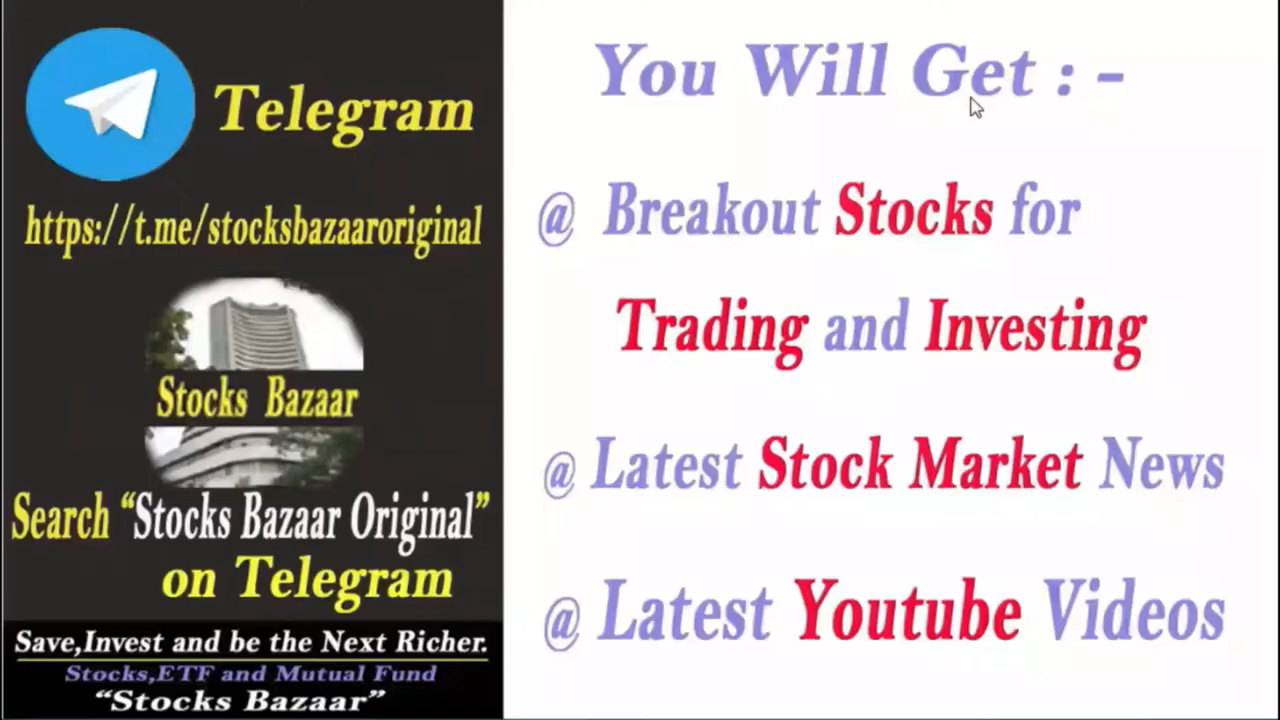 Telegram
https://t.me/stocksbazaaroriginal
Stocks Bazaar
Search “Stocks Bazaar Original”
on Telegram
Save,Invest and be the Next Richer.
Stocks,ETF and Mutual Fund
“Stocks Bazaar”
You Will Get : -
@ Breakout Stocks for
Trading and Investing
@ Latest Stock Market News
@ Latest Youtube Videos